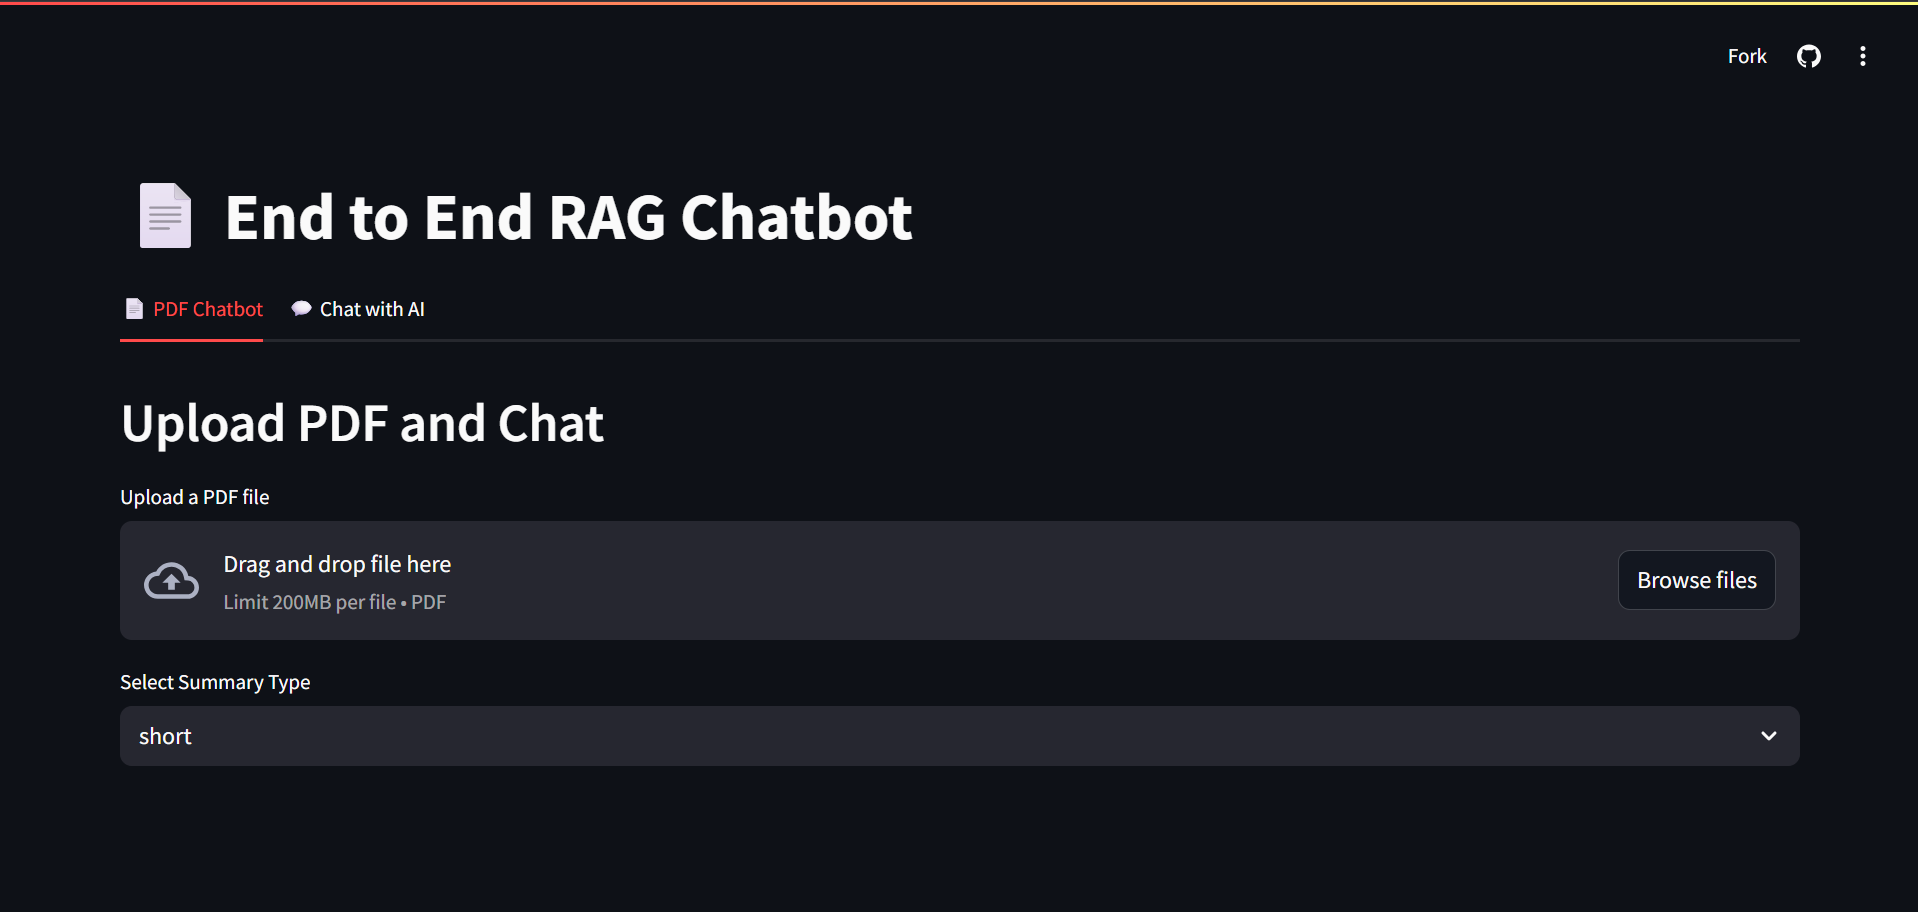 Fork
End to End RAG Chatbot
PDF Chatbot
Chat with AI
Upload PDF and Chat
Upload a PDF file
Drag and drop file here
Limit 200MB per file • PDF
Browse files
Select Summary Type
short